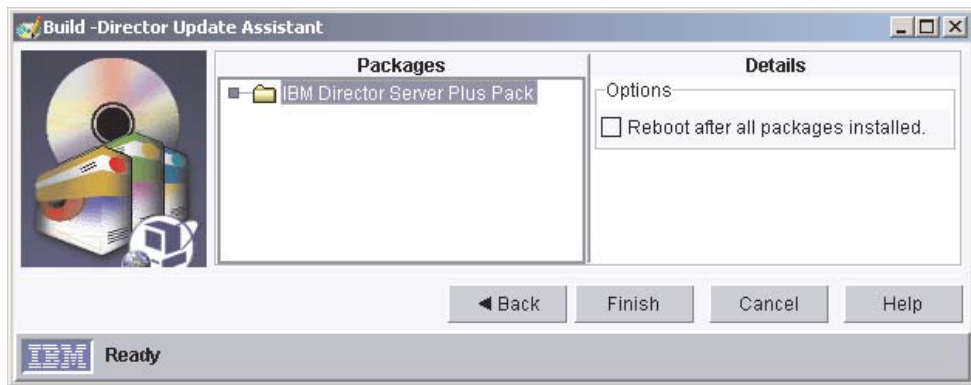 Build -Director Update Assistant
Packages
IBM Director Server Plus Pack
Details
Options
Reboot after all packages installed.
Back
Finish
Cancel
Help
IBM
Ready